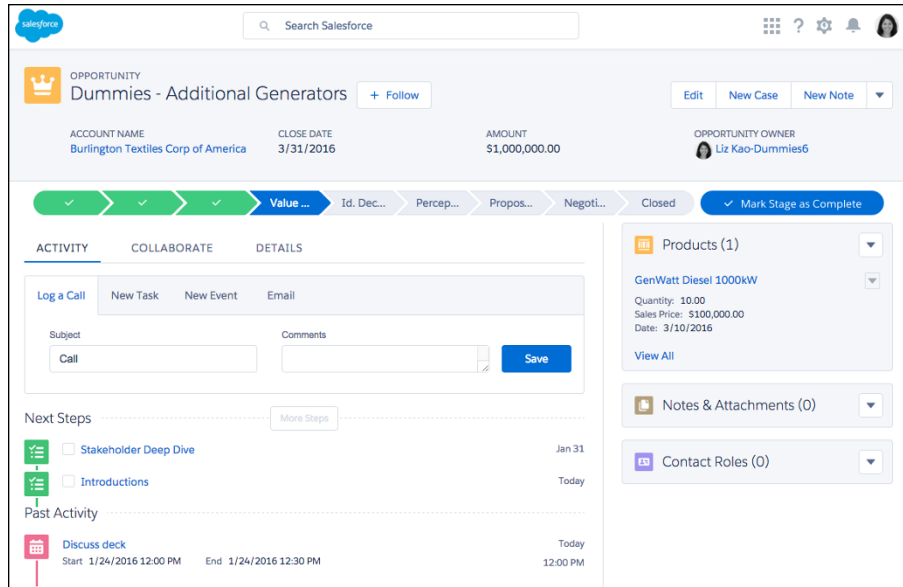 salesforce
Search Salesforce
?
OPPORTUNITY
Dummies - Additional Generators
+ Follow
Edit
New Case
New Note
ACCOUNT NAME
CLOSE DATE
AMOUNT
OPPORTUNITY OWNER
Burlington Textiles Corp of America
3/31/2016
$1,000,000.00
Liz Kao-Dummies6
Value ...
Id. Dec...
Percep...
Propos...
Negoti...
Closed
Mark Stage as Complete
ACTIVITY
COLLABORATE
DETAILS
Log a Call
New Task
New Event
Email
Subject
Comments
Call
Save
Next Steps
More Steps
Stakeholder Deep Dive
Jan 31
Introductions
Today
Past Activity
Discuss deck
Today
Start 1/24/2016 12:00 PM End 1/24/2016 12:30 PM
12:00 PM
Products (1)
GenWatt Diesel 1000kW
Quantity: 10.00
Sales Price: $100,000.00
Date: 3/10/2016
View All
Notes & Attachments (0)
Contact Roles (0)